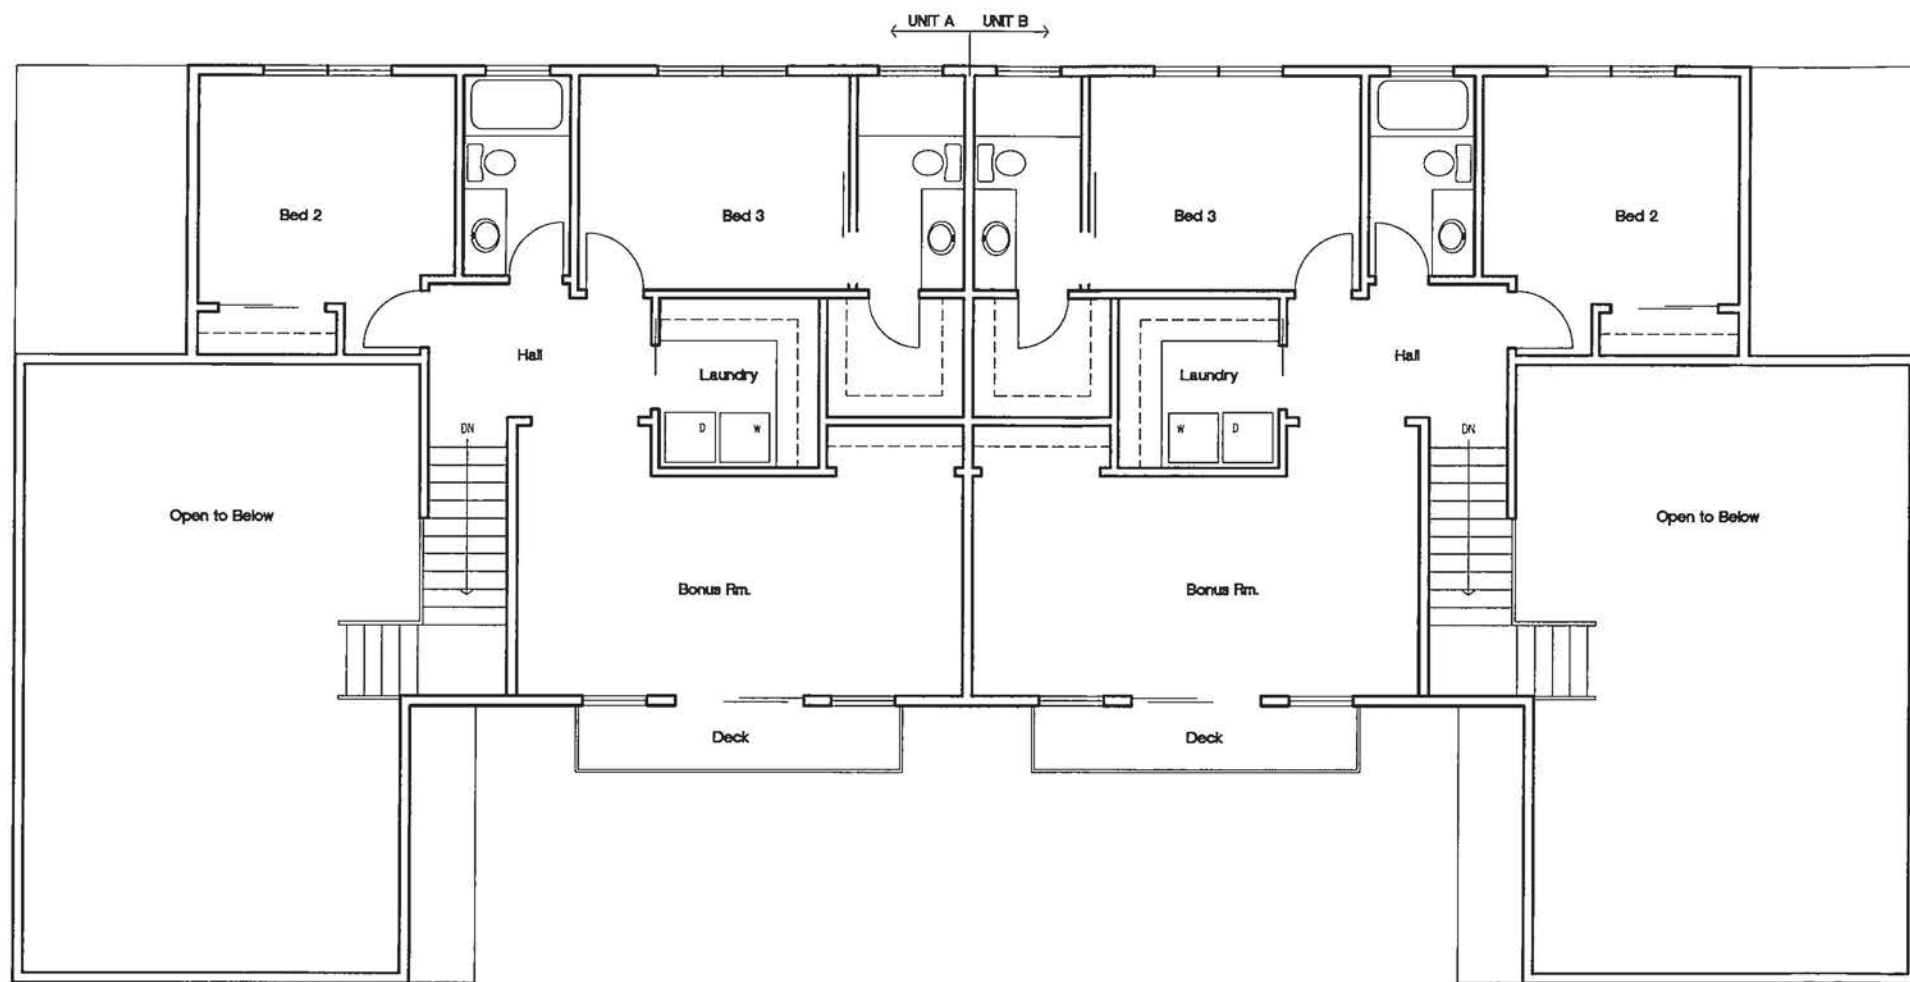 UNIT A UNIT B
Bed 2 Bed 3 Bed 3 Bed 2
Hall Laundry Laundry Hall
DN D W W D DN
Open to Below Open to Below
Bonus Rm. Bonus Rm.
Deck Deck